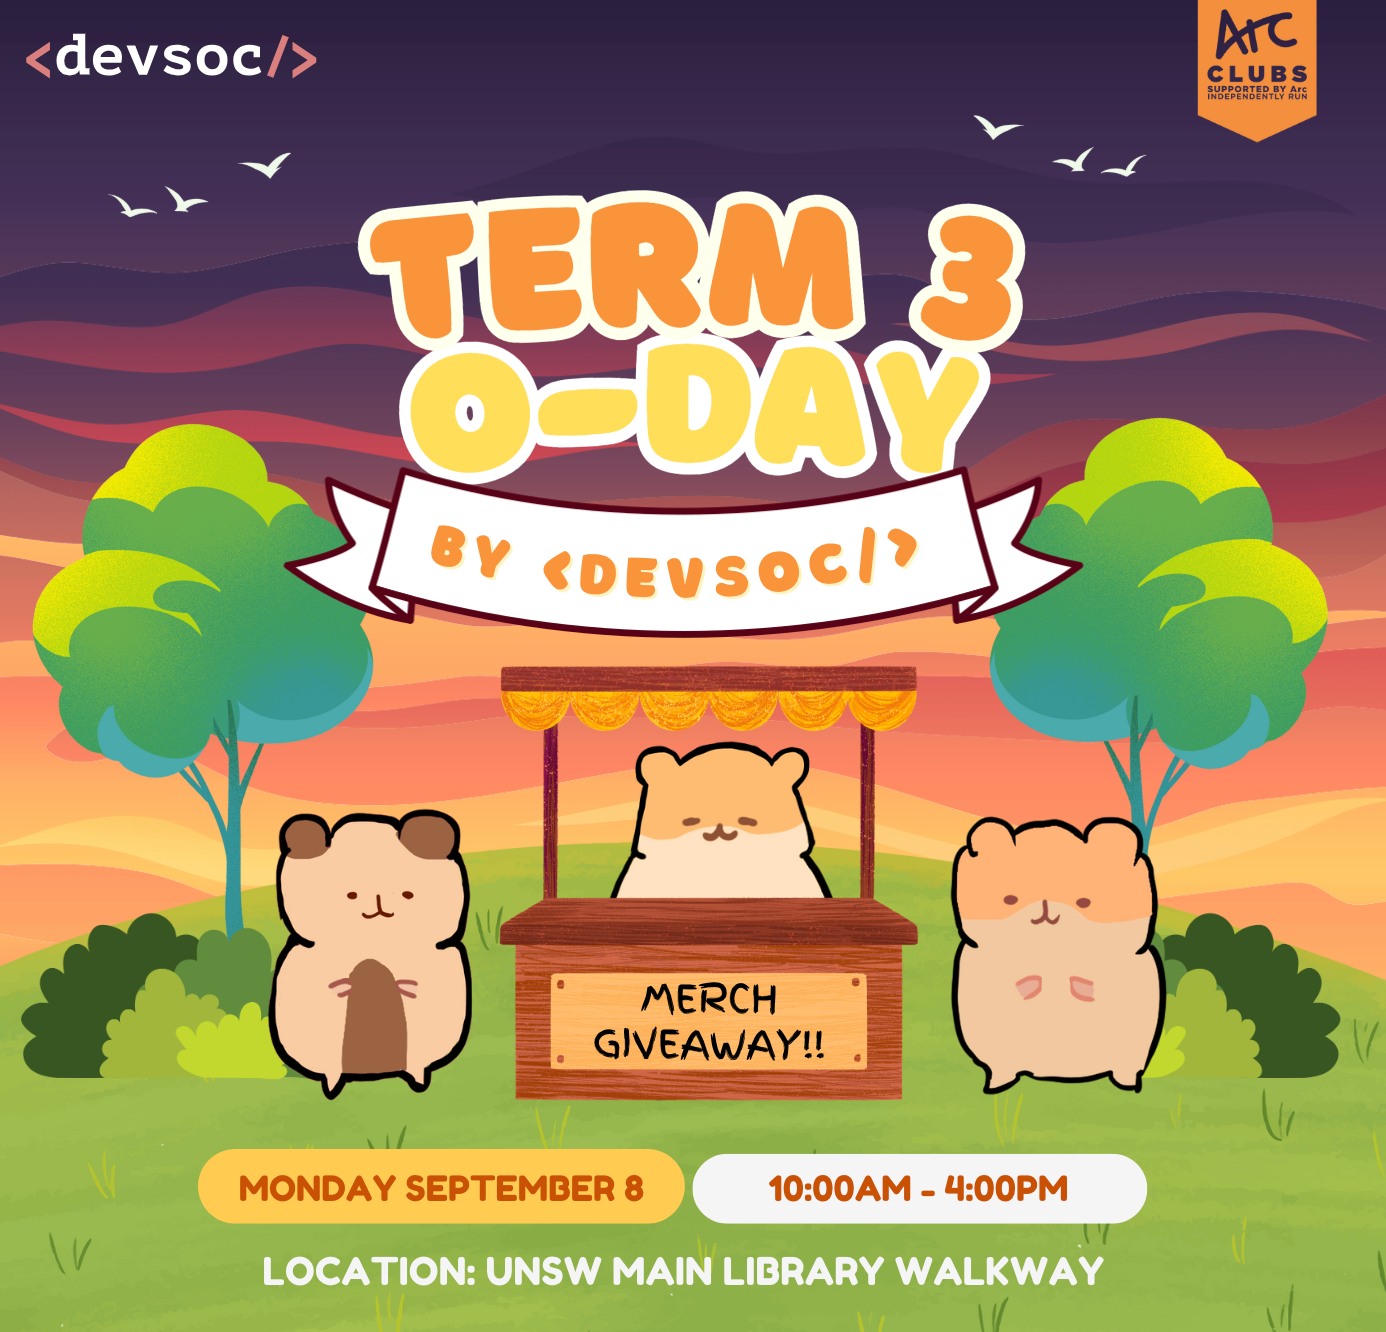 <devsoc/>
Arc
CLUBS
SUPPORTED BY Arc
INDEPENDENTLY RUN
TERM 3
O-DAY
BY <DEVSOC/>
MERCH
GIVEAWAY!!
MONDAY SEPTEMBER 8
10:00AM - 4:00PM
LOCATION: UNSW MAIN LIBRARY WALKWAY